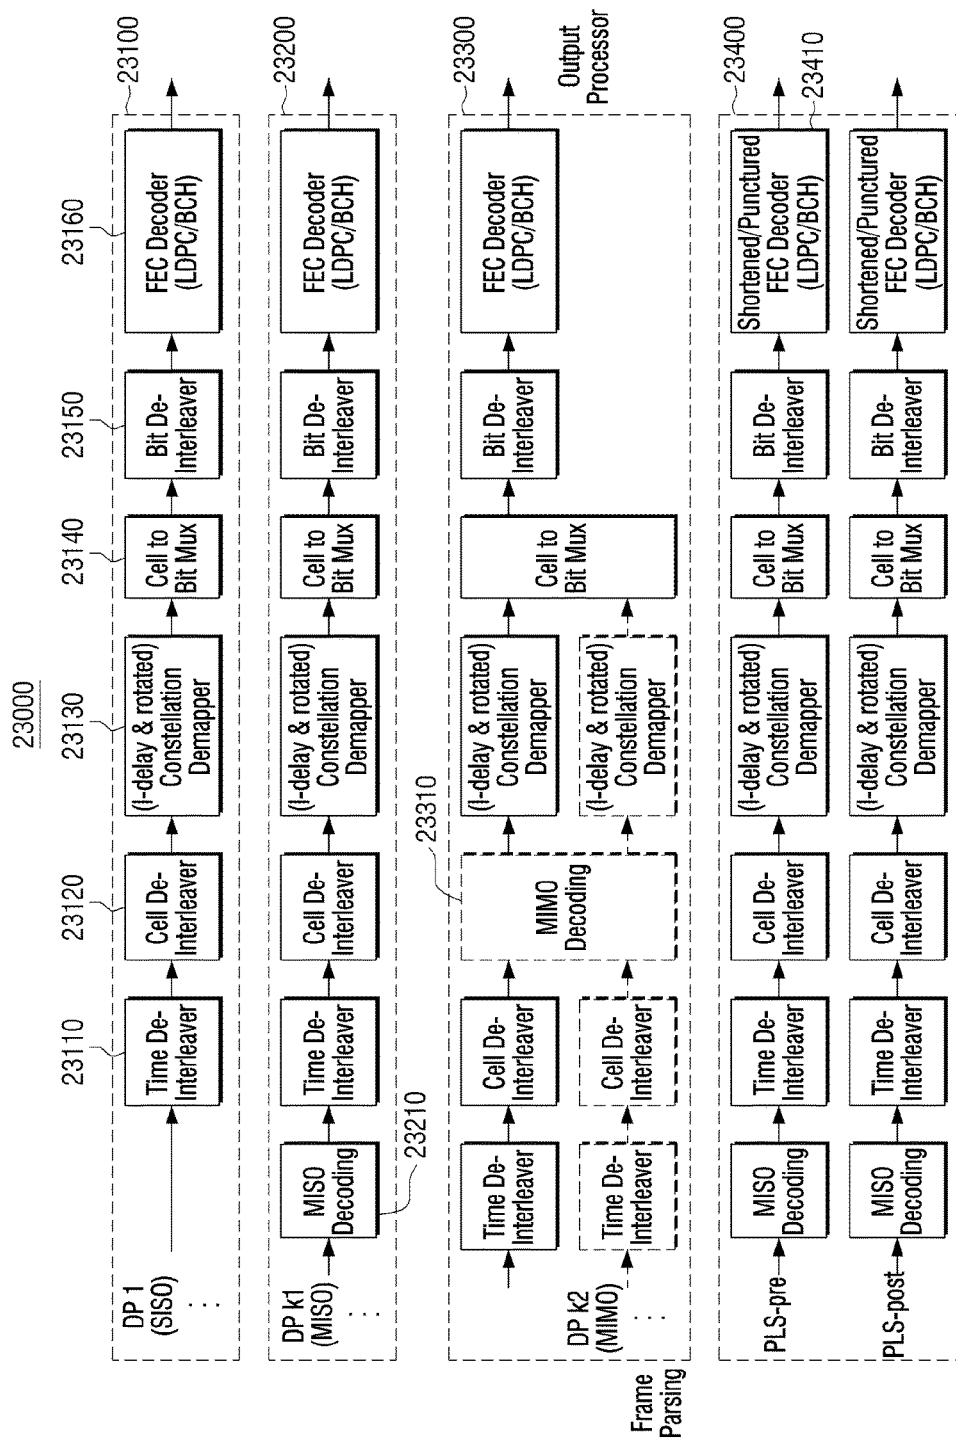 23000
23110
23120
23130
23140
23150
23160
23100
DP 1
(SISO)
Time De-
Interleaver
Cell De-
Interleaver
(I-delay & rotated)
Constellation
Demapper
Cell to
Bit Mux
Bit De-
Interleaver
FEC Decoder
(LDPC/BCH)
23200
DP k1
(MISO)
MISO
Decoding
23210
Time De-
Interleaver
Cell De-
Interleaver
(I-delay & rotated)
Constellation
Demapper
Cell to
Bit Mux
Bit De-
Interleaver
FEC Decoder
(LDPC/BCH)
23300
23310
Time De-
Interleaver
Cell De-
Interleaver
MIMO
Decoding
(I-delay & rotated)
Constellation
Demapper
Cell to
Bit Mux
Bit De-
Interleaver
FEC Decoder
(LDPC/BCH)
Output
Processor
DP k2
(MIMO)
Time De-
Interleaver
Cell De-
Interleaver
(I-delay & rotated)
Constellation
Demapper
Frame
Parsing
23400
23410
PLS-pre
MISO
Decoding
Time De-
Interleaver
Cell De-
Interleaver
(I-delay & rotated)
Constellation
Demapper
Cell to
Bit Mux
Bit De-
Interleaver
Shortened/Punctured
FEC Decoder
(LDPC/BCH)
PLS-post
MISO
Decoding
Time De-
Interleaver
Cell De-
Interleaver
(I-delay & rotated)
Constellation
Demapper
Cell to
Bit Mux
Bit De-
Interleaver
Shortened/Punctured
FEC Decoder
(LDPC/BCH)